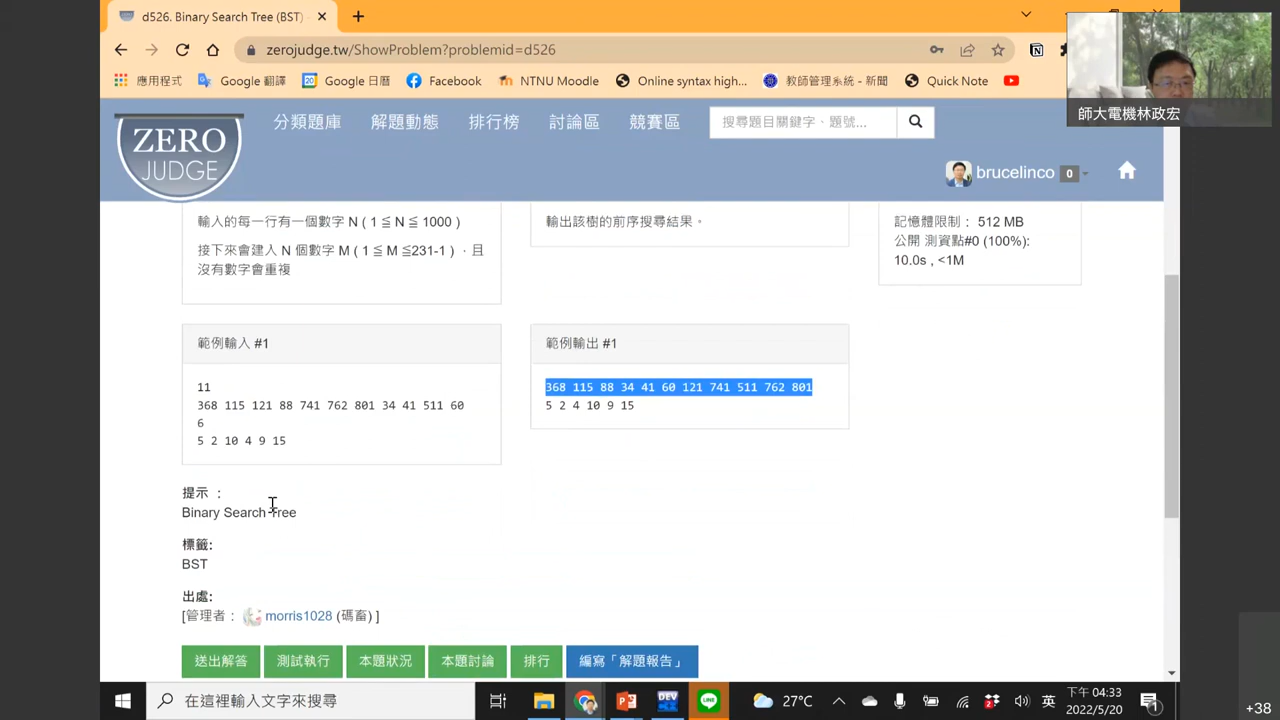 d526. Binary Search Tree (BST)
zerojudge.tw/ShowProblem?problemid=d526
應用程式
Google 翻譯
Google 日曆
Facebook
NTNU Moodle
Online syntax hig...
教師管理系統 - 新聞
Quick Note
師大電機林政宏
ZERO
JUDGE
分類題庫
解題動態
排行榜
討論區
競賽區
搜尋題目關鍵字、題號...
brucelinco 0
輸入的每一行有一個數字 N ( 1 ≦ N ≦ 1000 )
接下來會建入 N 個數字 M ( 1 ≦ M ≦231-1 ) ﹐且
沒有數字會重複
輸出該樹的前序搜尋結果。
記憶體限制： 512 MB
公開 測資點#0 (100%):
10.0s , <1M
範例輸入 #1
11
368 115 121 88 741 762 801 34 41 511 60
6
5 2 10 4 9 15
範例輸出 #1
368 115 88 34 41 60 121 741 511 762 801
5 2 4 10 9 15
提示 ：
Binary Search Tree
標籤:
BST
出處:
[管理者： morris1028 (碼畜) ]
送出解答
測試執行
本題狀況
本題討論
排行
編寫「解題報告」
在這裡輸入文字來搜尋
DEV
LINE
27°C
英
下午 04:33
2022/5/20
1
+38